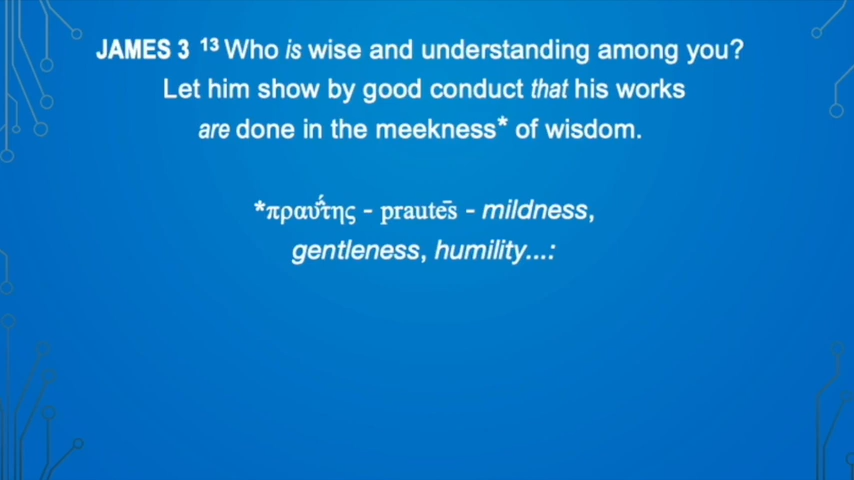 JAMES 3 ¹³ Who is wise and understanding among you?
Let him show by good conduct that his works
are done in the meekness* of wisdom.
*πραΰτης - prautēs - mildness,
gentleness, humility...: